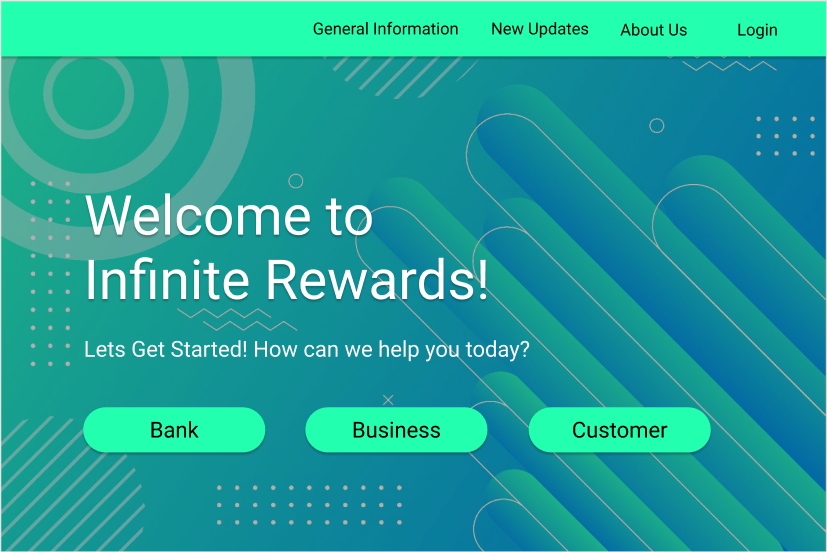 General Information New Updates About Us Login
Welcome to
Infinite Rewards!
Lets Get Started! How can we help you today?
Bank Business Customer